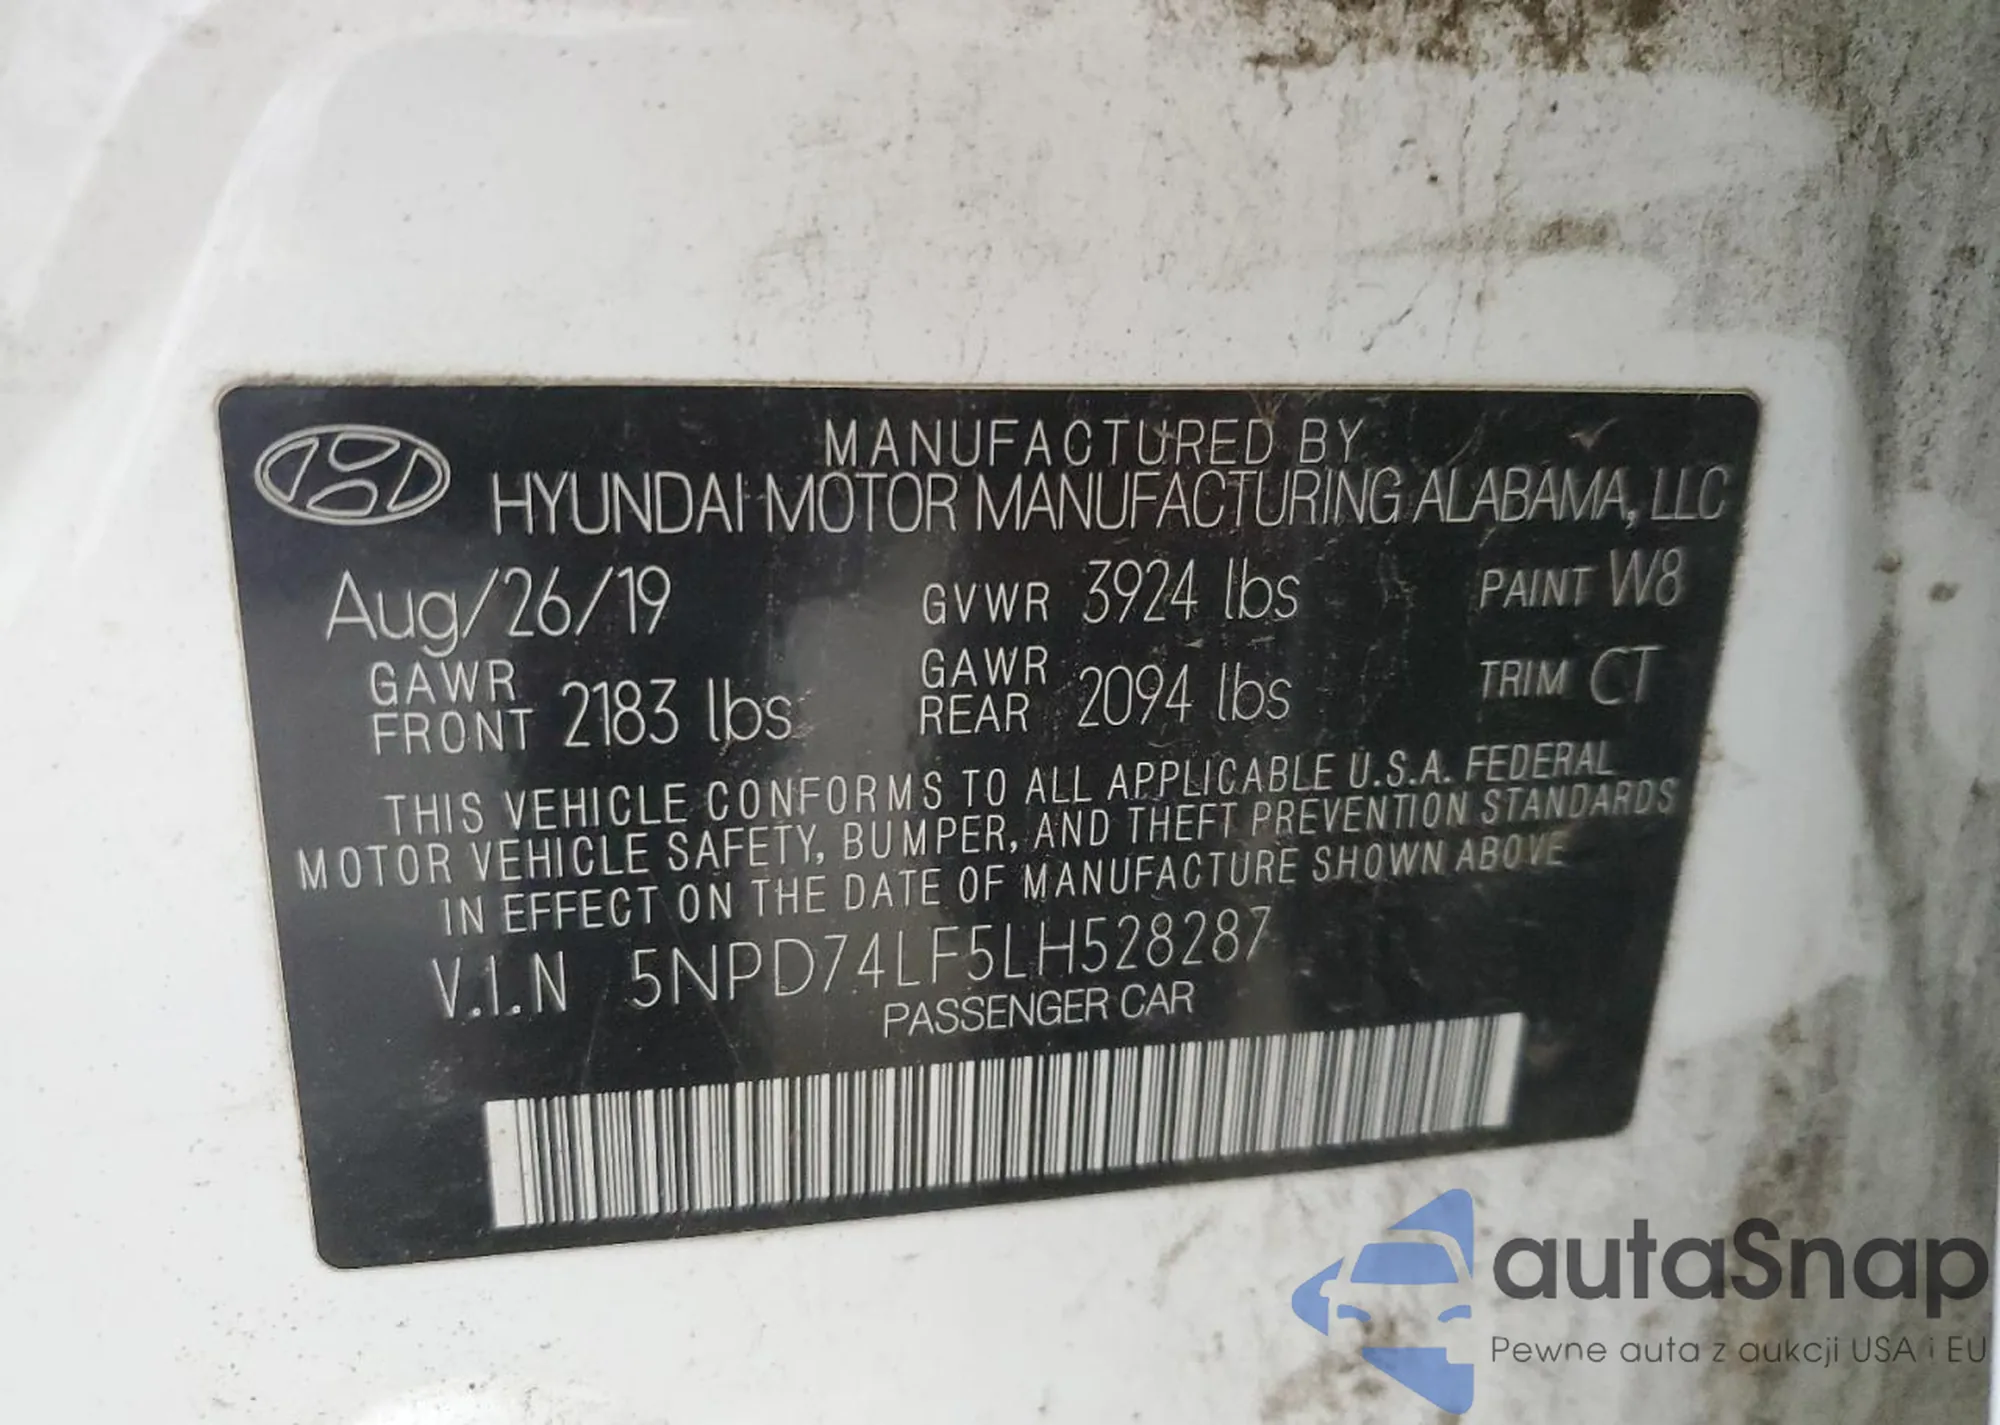 MANUFACTURED BY
HYUNDAI MOTOR MANUFACTURING ALABAMA, LLC
Aug/26/19 GVWR 3924 lbs PAINT W8
GAWR FRONT 2183 lbs GAWR REAR 2094 lbs TRIM CT
THIS VEHICLE CONFORMS TO ALL APPLICABLE U.S.A. FEDERAL
MOTOR VEHICLE SAFETY, BUMPER, AND THEFT PREVENTION STANDARDS
IN EFFECT ON THE DATE OF MANUFACTURE SHOWN ABOVE
V.I.N 5NPD74LF5LH528287
PASSENGER CAR
autaSnap
Pewne auta z aukcji USA i EU